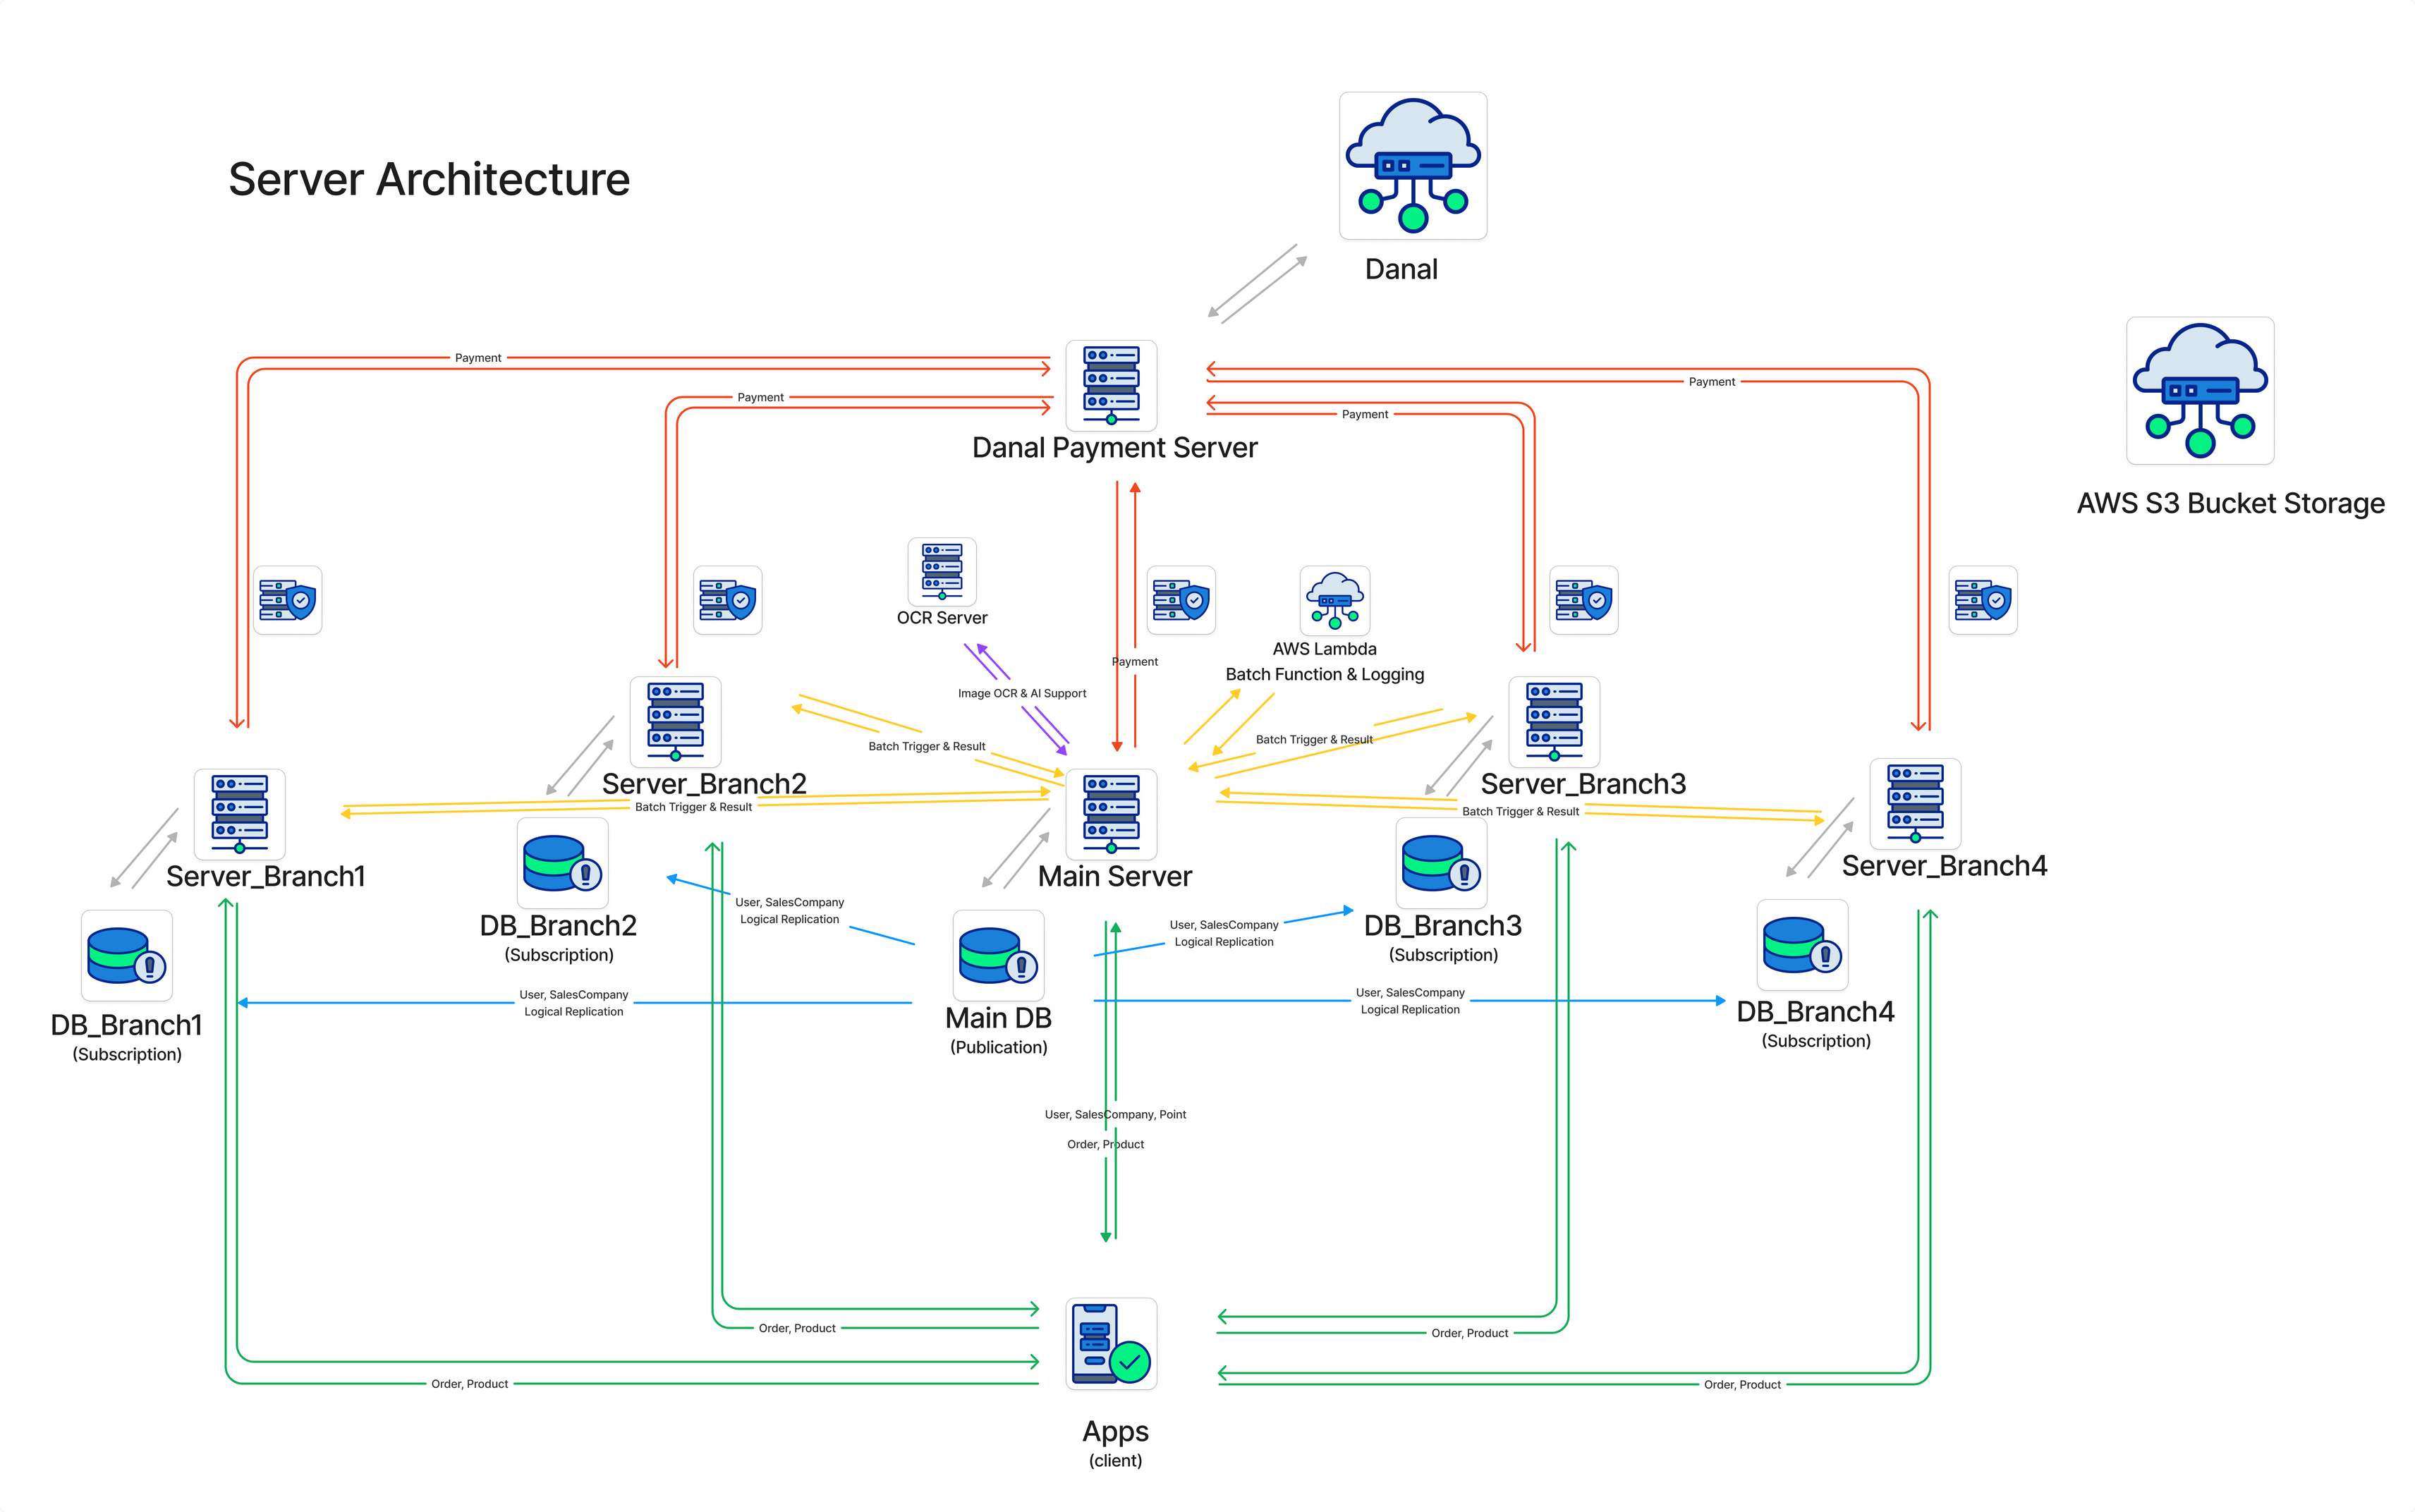 Server Architecture
Danal
Payment
Payment
Payment
Payment
Danal Payment Server
AWS S3 Bucket Storage
OCR Server
AWS Lambda
Batch Function & Logging
Payment
Image OCR & AI Support
Batch Trigger & Result
Batch Trigger & Result
Server_Branch2
Server_Branch3
Batch Trigger & Result
Batch Trigger & Result
Server_Branch1
Main Server
Server_Branch4
User, SalesCompany
Logical Replication
User, SalesCompany
Logical Replication
DB_Branch2
(Subscription)
DB_Branch3
(Subscription)
User, SalesCompany
Logical Replication
User, SalesCompany
Logical Replication
DB_Branch1
(Subscription)
Main DB
(Publication)
DB_Branch4
(Subscription)
User, SalesCompany, Point
Order, Product
Order, Product
Order, Product
Order, Product
Order, Product
Apps
(client)